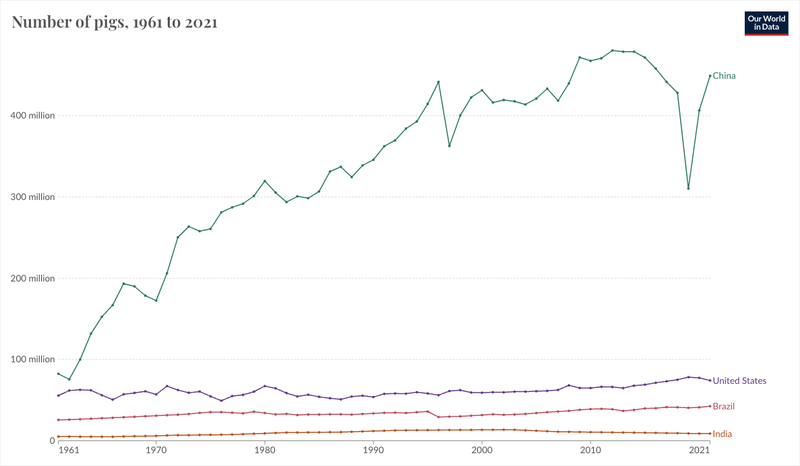 Number of pigs, 1961 to 2021
Our World
in Data
China
400 million
300 million
200 million
100 million
United States
Brazil
India
0
1961
1970
1980
1990
2000
2010
2021